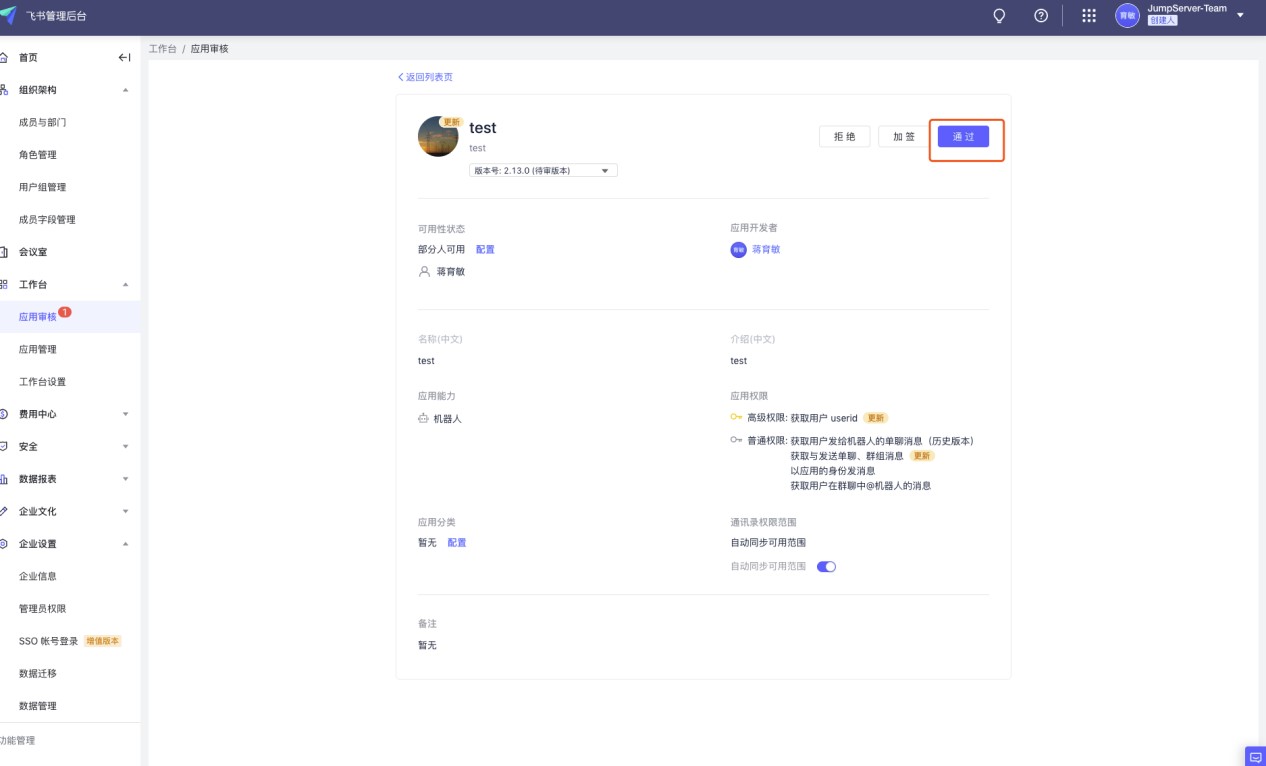 飞书管理后台
育敏
JumpServer-Team
创建人
首页
组织架构
成员与部门
角色管理
用户组管理
成员字段管理
会议室
工作台
应用审核
1
应用管理
工作台设置
费用中心
安全
数据报表
企业文化
企业设置
企业信息
管理员权限
SSO 帐号登录 增值版本
数据迁移
数据管理
功能管理
工作台 / 应用审核
返回列表页
更新
test
test
版本号: 2.13.0 (待审版本)
拒绝
加签
通过
可用性状态
部分人可用 配置
蒋育敏
应用开发者
育敏 蒋育敏
名称(中文)
test
介绍(中文)
test
应用能力
机器人
应用权限
高级权限: 获取用户 userid 更新
普通权限: 获取用户发给机器人的单聊消息（历史版本）
获取与发送单聊、群组消息 更新
以应用的身份发消息
获取用户在群聊中@机器人的消息
应用分类
暂无 配置
通讯录权限范围
自动同步可用范围
自动同步可用范围
备注
暂无